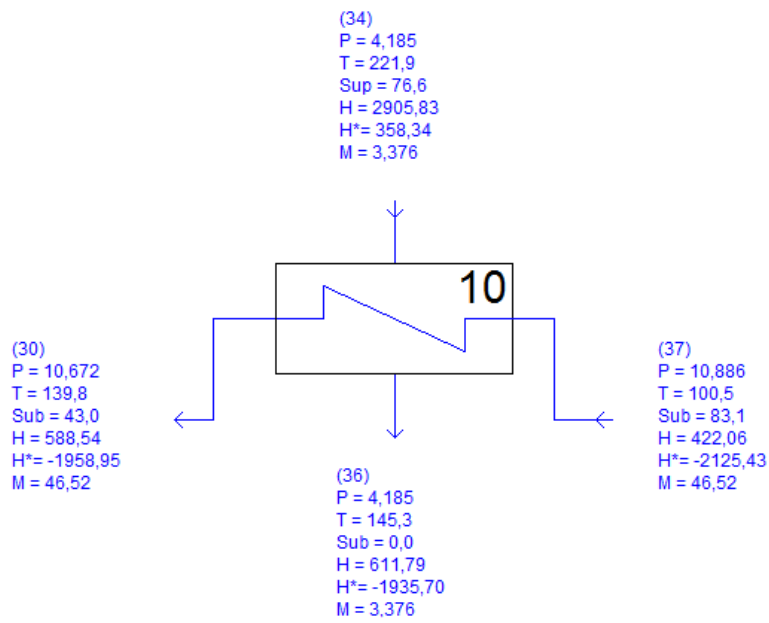 (34)
P = 4,185
T = 221,9
Sup = 76,6
H = 2905,83
H*= 358,34
M = 3,376
10
(30)
P = 10,672
T = 139,8
Sub = 43,0
H = 588,54
H*= -1958,95
M = 46,52
(37)
P = 10,886
T = 100,5
Sub = 83,1
H = 422,06
H*= -2125,43
M = 46,52
(36)
P = 4,185
T = 145,3
Sub = 0,0
H = 611,79
H*= -1935,70
M = 3,376